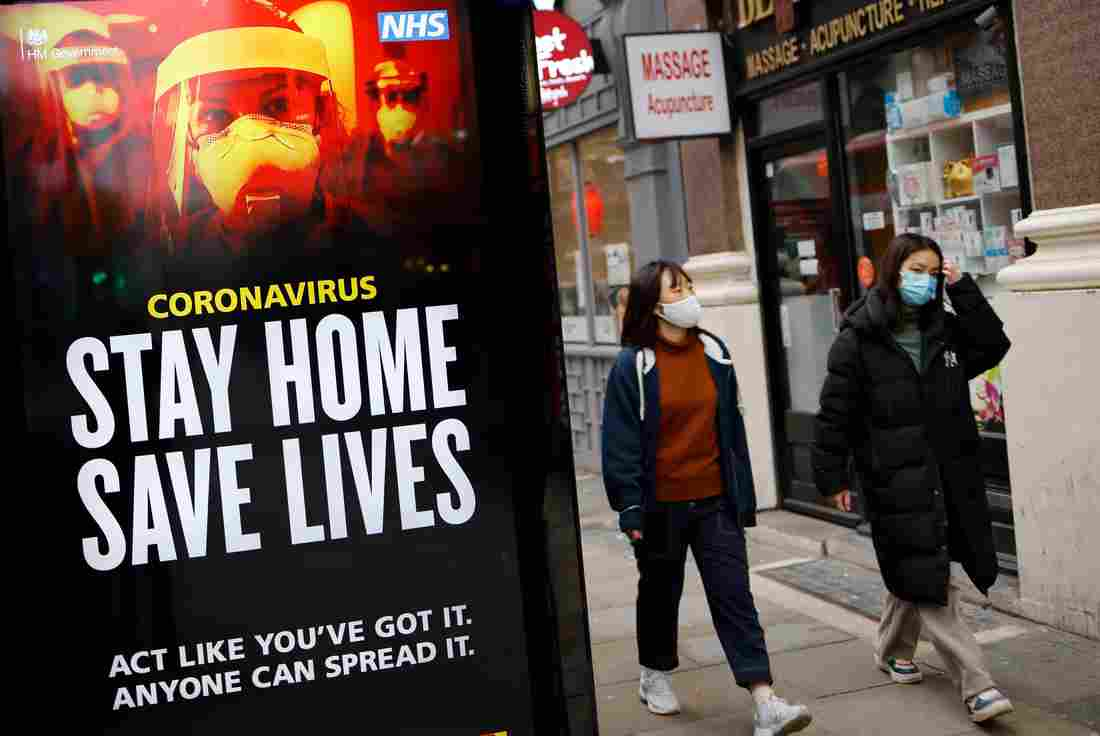 HM Government
NHS
CORONAVIRUS
STAY HOME
SAVE LIVES
ACT LIKE YOU'VE GOT IT.
ANYONE CAN SPREAD IT.
Fresh
MASSAGE
Acupuncture
MASSAGE · ACUPUNCTURE ·